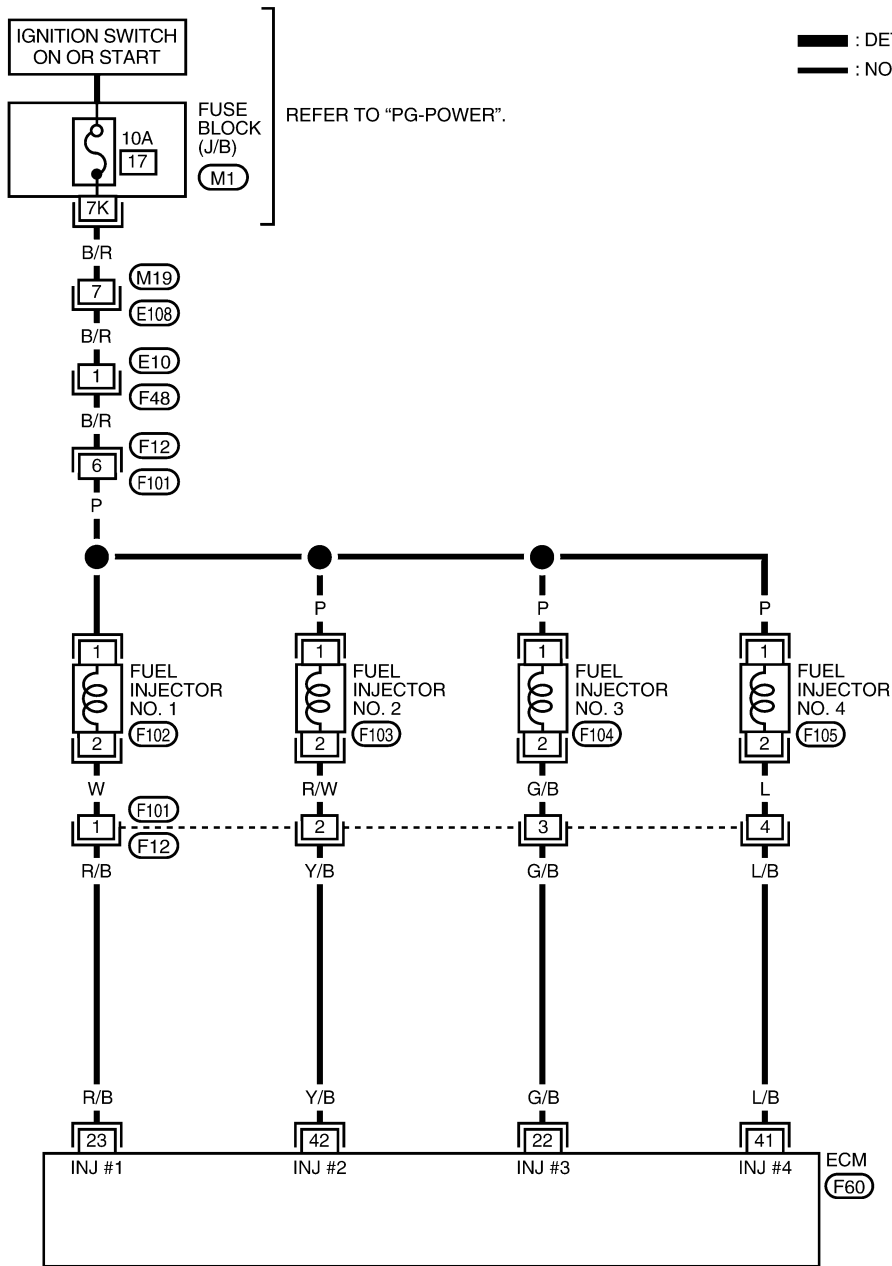 IGNITION SWITCH
ON OR START
: DE
: NO
FUSE
BLOCK
(J/B)
REFER TO “PG-POWER”.
10A
17
M1
7K
B/R
7
M19
E108
B/R
1
E10
F48
B/R
6
F12
F101
P
P P P
1 1 1 1
FUEL
INJECTOR
NO. 1
F102
FUEL
INJECTOR
NO. 2
F103
FUEL
INJECTOR
NO. 3
F104
FUEL
INJECTOR
NO. 4
F105
2 2 2 2
W R/W G/B L
F101
1 2 3 4
F12
R/B Y/B G/B L/B
R/B Y/B G/B L/B
23 42 22 41
INJ #1 INJ #2 INJ #3 INJ #4
ECM
F60